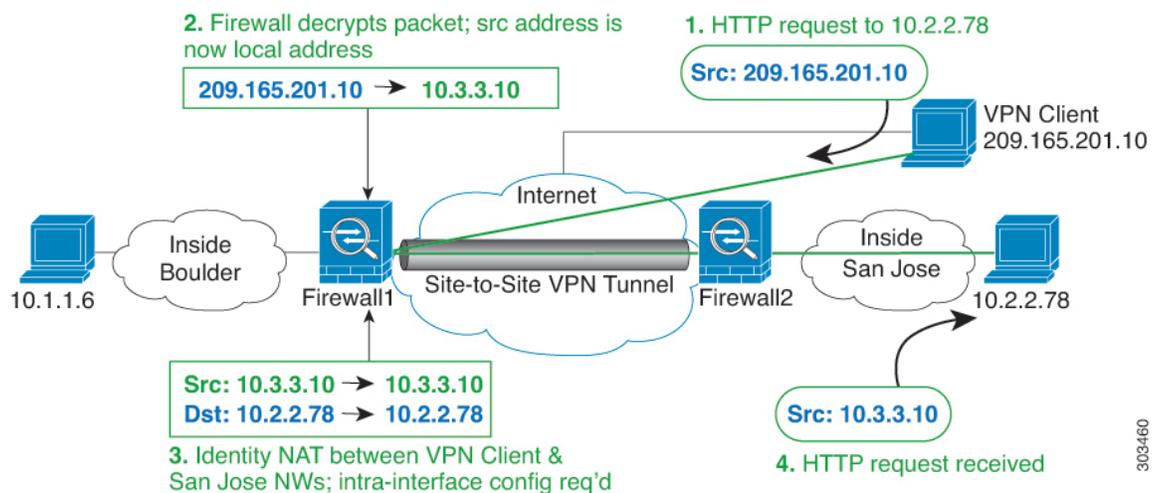 2. Firewall decrypts packet; src address is
now local address
209.165.201.10 → 10.3.3.10
1. HTTP request to 10.2.2.78
Src: 209.165.201.10
VPN Client
209.165.201.10
Internet
Inside
Boulder
10.1.1.6
Firewall1
Site-to-Site VPN Tunnel
Firewall2
Inside
San Jose
10.2.2.78
Src: 10.3.3.10 → 10.3.3.10
Dst: 10.2.2.78 → 10.2.2.78
3. Identity NAT between VPN Client &
San Jose NWs; intra-interface config req'd
Src: 10.3.3.10
4. HTTP request received
303460